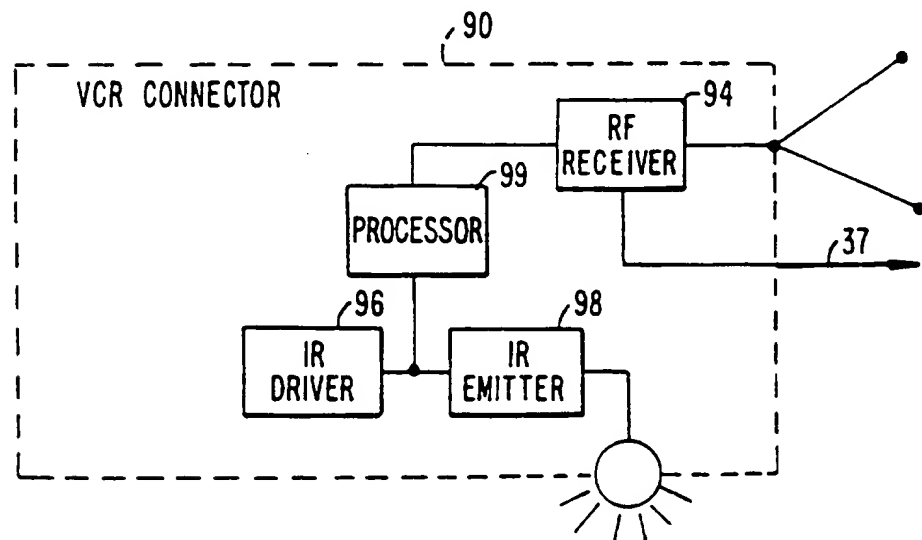 90
VCR CONNECTOR
94
RF
RECEIVER
99
PROCESSOR
37
96
98
IR
DRIVER
IR
EMITTER